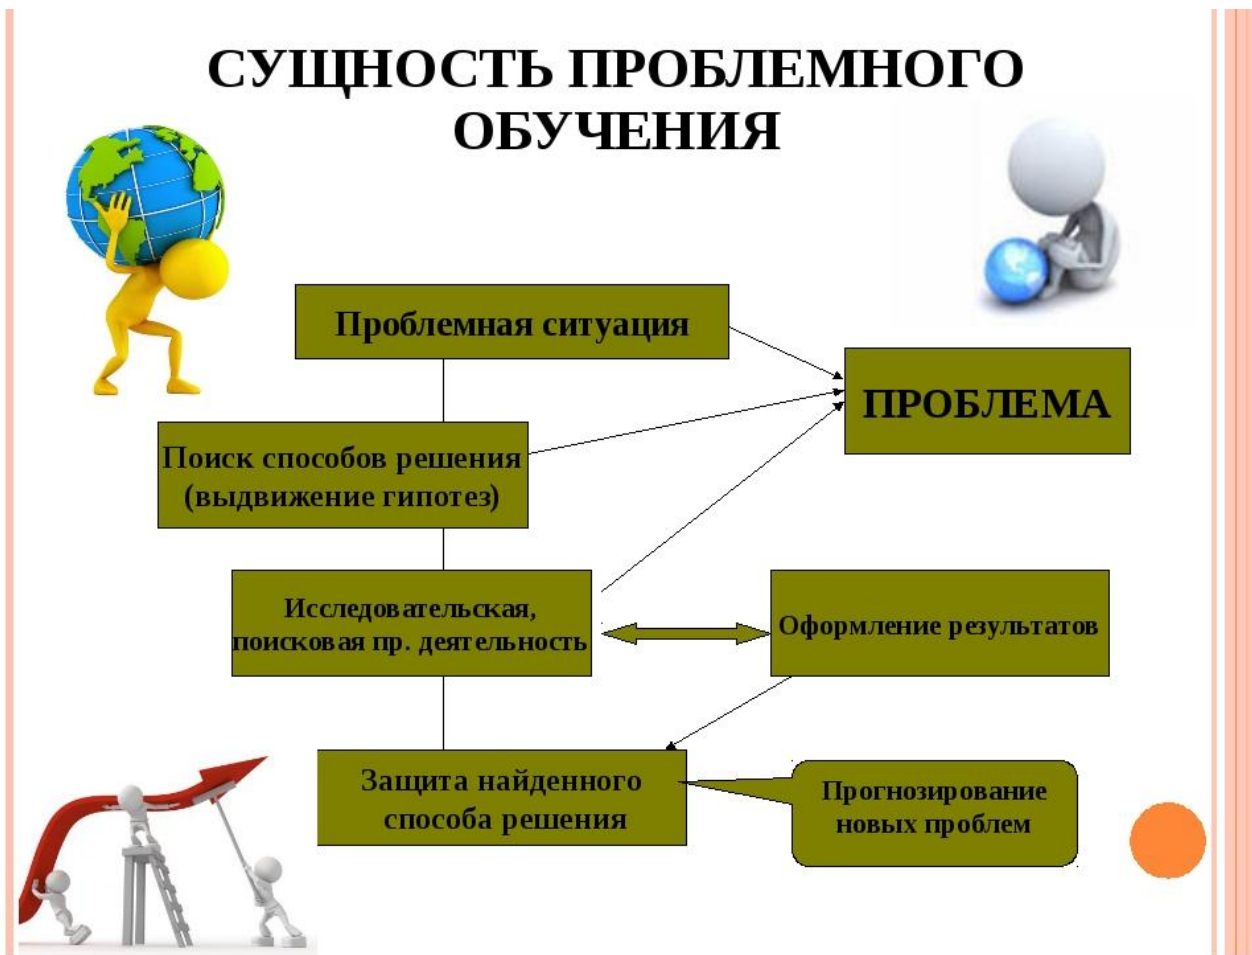 СУЩНОСТЬ ПРОБЛЕМНОГО
ОБУЧЕНИЯ
Проблемная ситуация
ПРОБЛЕМА
Поиск способов решения
(выдвижение гипотез)
Исследовательская,
поисковая пр. деятельность
Оформление результатов
Защита найденного
способа решения
Прогнозирование
новых проблем